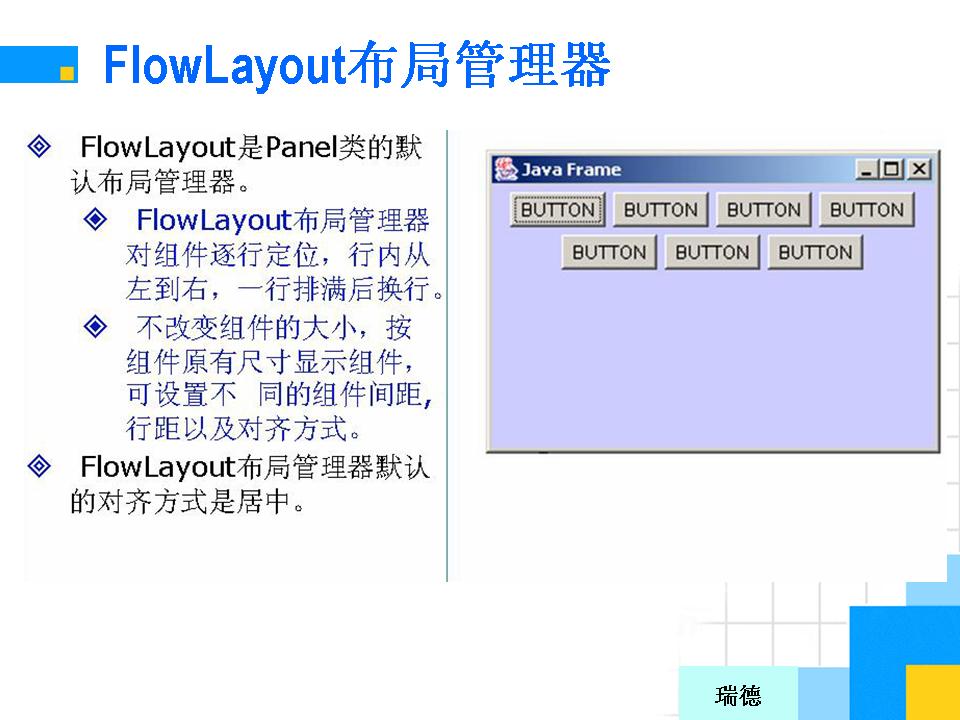 FlowLayout布局管理器
FlowLayout是Panel类的默
认布局管理器。
FlowLayout布局管理器
对组件逐行定位，行内从
左到右，一行排满后换行。
不改变组件的大小，按
组件原有尺寸显示组件，
可设置不 同的组件间距,
行距以及对齐方式。
FlowLayout布局管理器默认
的对齐方式是居中。
Java Frame
BUTTON BUTTON BUTTON BUTTON
BUTTON BUTTON BUTTON
瑞德